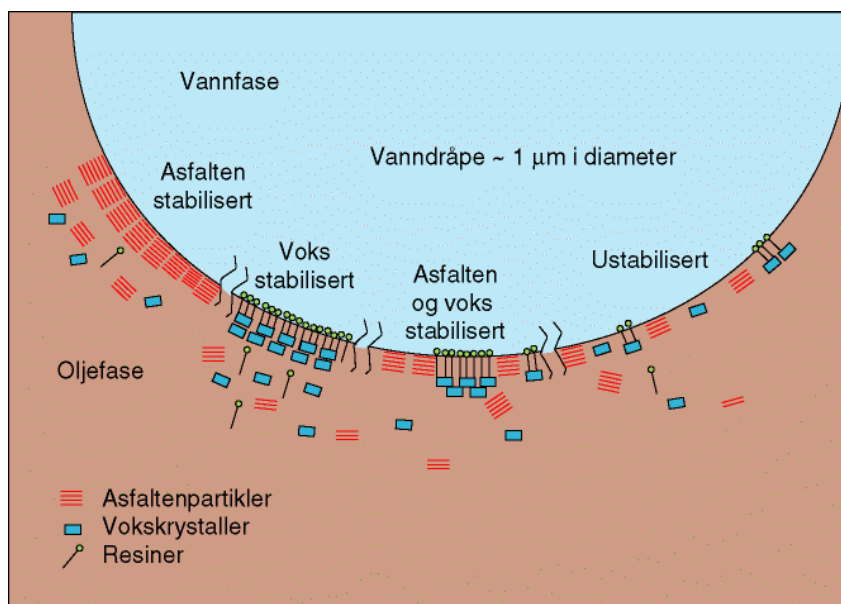 Vannfase
Vanndråpe ~ 1 μm i diameter
Asfalten
stabilisert
Voks
stabilisert
Asfalten
og voks
stabilisert
Ustabilisert
Oljefase
Asfaltenpartikler
Vokskrystaller
Resiner